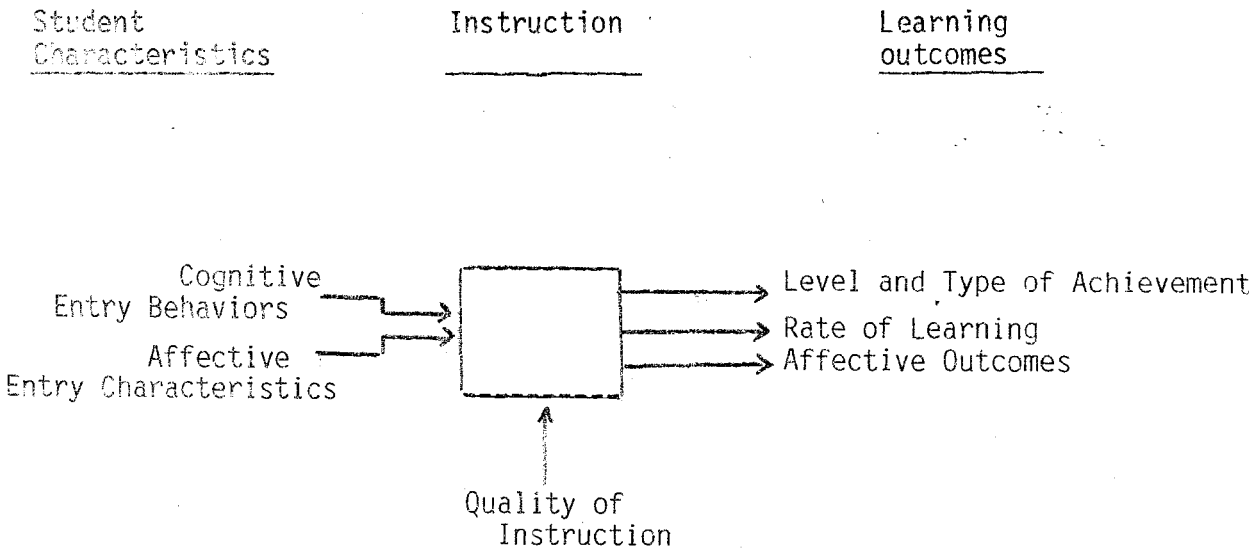 Student
Characteristics
Instruction
Learning
outcomes
Cognitive
Entry Behaviors
Affective
Entry Characteristics
Level and Type of Achievement
Rate of Learning
Affective Outcomes
Quality of
Instruction